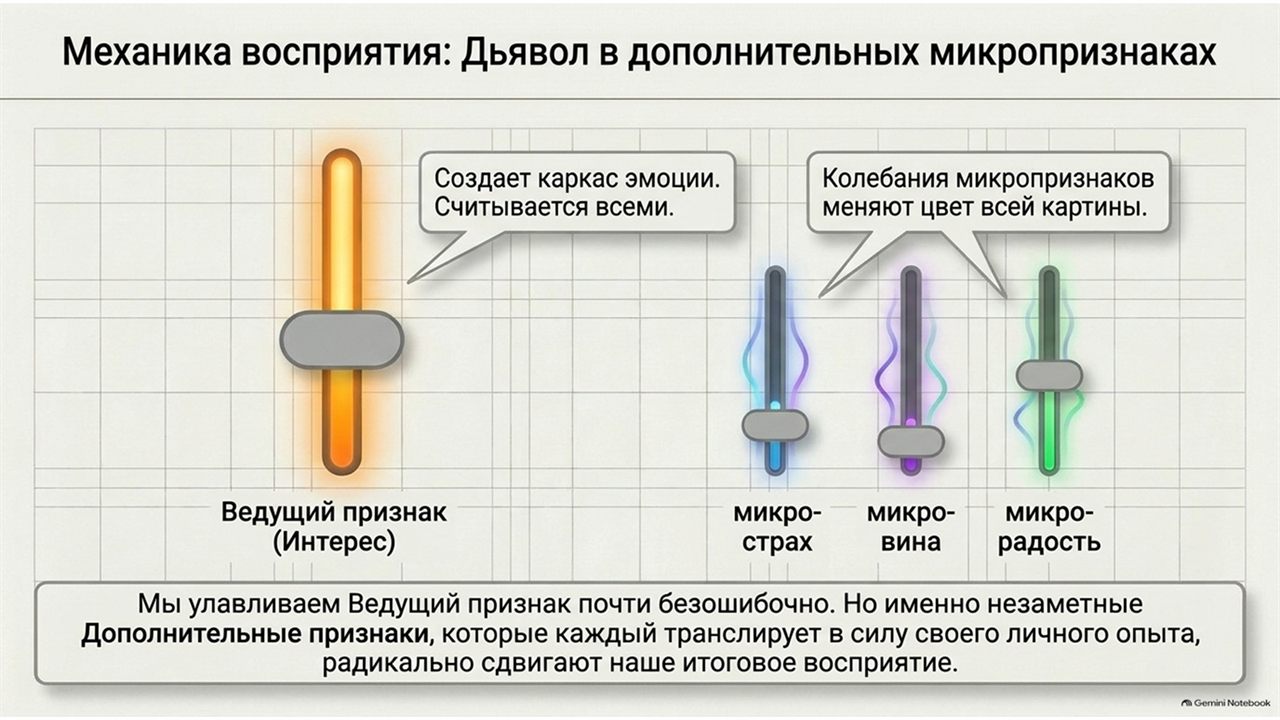 Механика восприятия: Дьявол в дополнительных микропризнаках
Создает каркас эмоции.
Считывается всеми.
Колебания микропризнаков
меняют цвет всей картины.
Ведущий признак
(Интерес)
микро-
страх
микро-
вина
микро-
радость
Мы улавливаем Ведущий признак почти безошибочно. Но именно незаметные
Дополнительные признаки, которые каждый транслирует в силу своего личного опыта,
радикально сдвигают наше итоговое восприятие.
Gemini Notebook